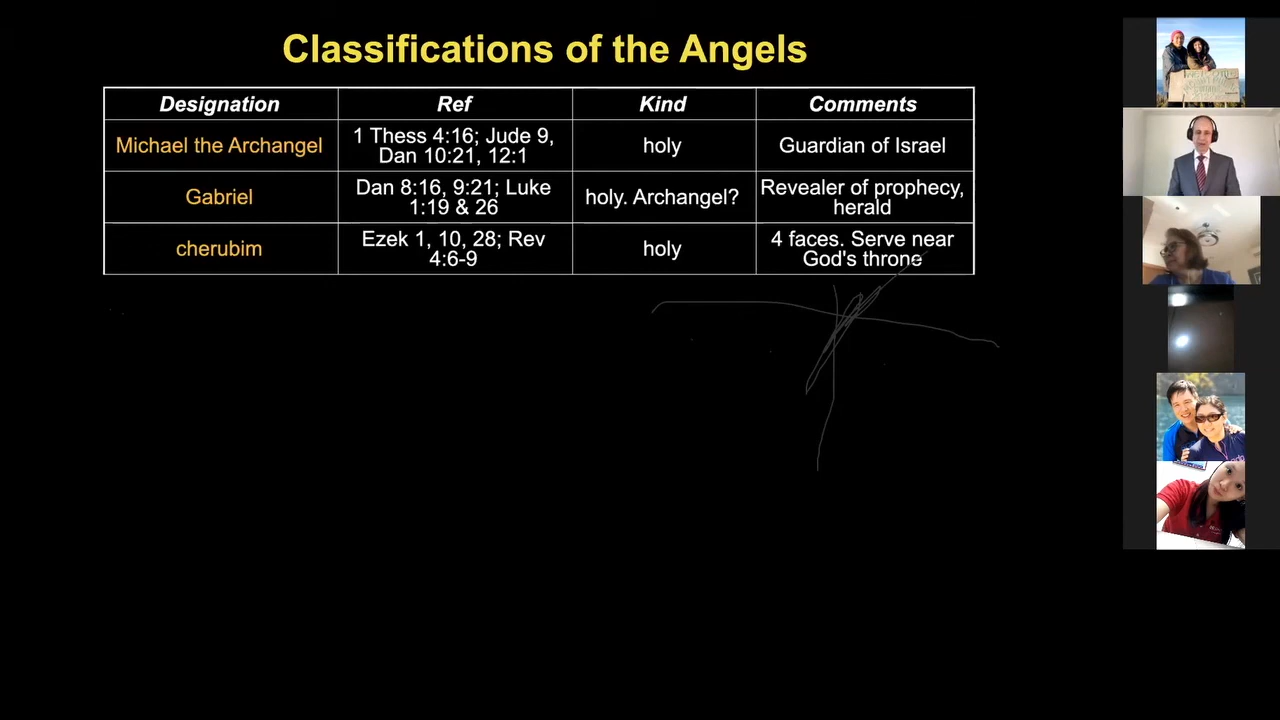 Classifications of the Angels
Designation Ref Kind Comments
Michael the Archangel 1 Thess 4:16; Jude 9, Dan 10:21, 12:1 holy Guardian of Israel
Gabriel Dan 8:16, 9:21; Luke 1:19 & 26 holy. Archangel? Revealer of prophecy, herald
cherubim Ezek 1, 10, 28; Rev 4:6-9 holy 4 faces. Serve near God's throne